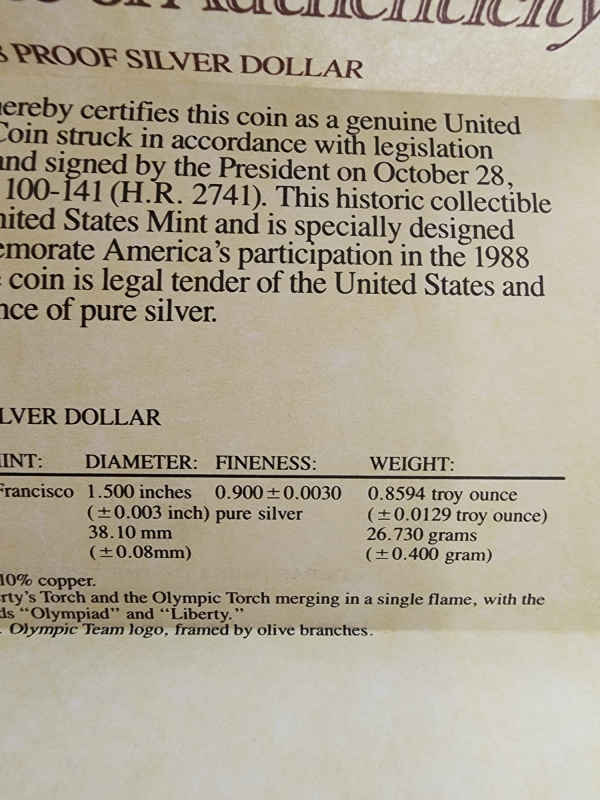 of Authenticity
PROOF SILVER DOLLAR
hereby certifies this coin as a genuine United
Coin struck in accordance with legislation
and signed by the President on October 28,
100-141 (H.R. 2741). This historic collectible
nited States Mint and is specially designed
emorate America's participation in the 1988
coin is legal tender of the United States and
nce of pure silver.
LVER DOLLAR
INT: DIAMETER: FINENESS: WEIGHT:
Francisco 1.500 inches 0.900±0.0030 0.8594 troy ounce
(±0.003 inch) pure silver (±0.0129 troy ounce)
38.10 mm 26.730 grams
(±0.08mm) (±0.400 gram)
10% copper.
rty's Torch and the Olympic Torch merging in a single flame, with the
ds "Olympiad" and "Liberty."
. Olympic Team logo, framed by olive branches.